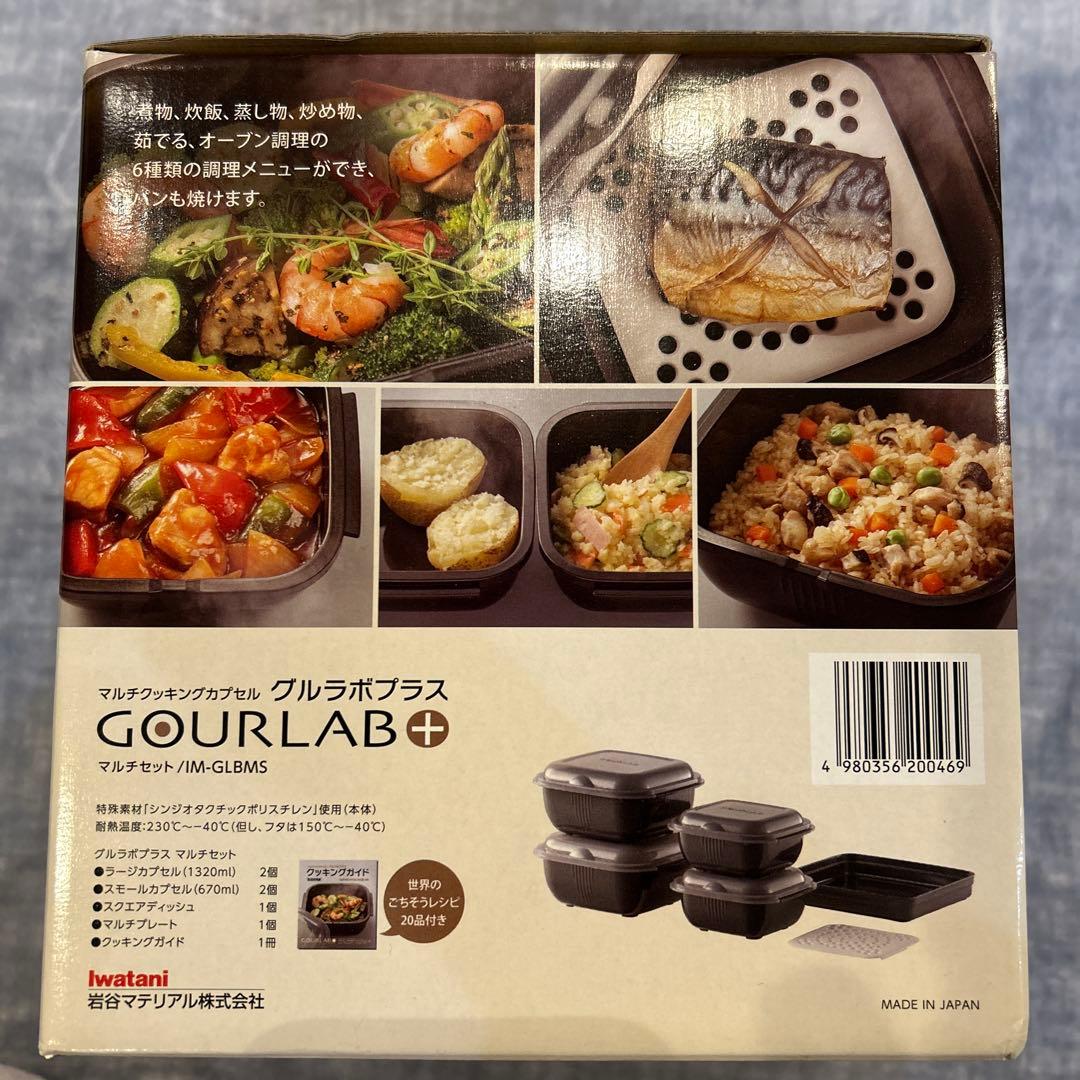 煮物、炊飯、蒸し物、炒め物、
茹でる、オーブン調理の
6種類の調理メニューができ、
パンも焼けます。
マルチクッキングカプセル グルラボプラス
GOURLAB+
マルチセット/IM-GLBMS
4 980356 200469
特殊素材「シンジオタクチックポリスチレン」使用(本体)
耐熱温度:230℃〜−40℃(但し、フタは150℃〜−40℃)
グルラボプラス マルチセット
●ラージカプセル(1320ml) 2個
●スモールカプセル(670ml) 2個
●スクエアディッシュ 1個
●マルチプレート 1個
●クッキングガイド 1冊
クッキングガイド
GOURLAB+
世界の
ごちそうレシピ
20品付き
Iwatani
岩谷マテリアル株式会社
MADE IN JAPAN